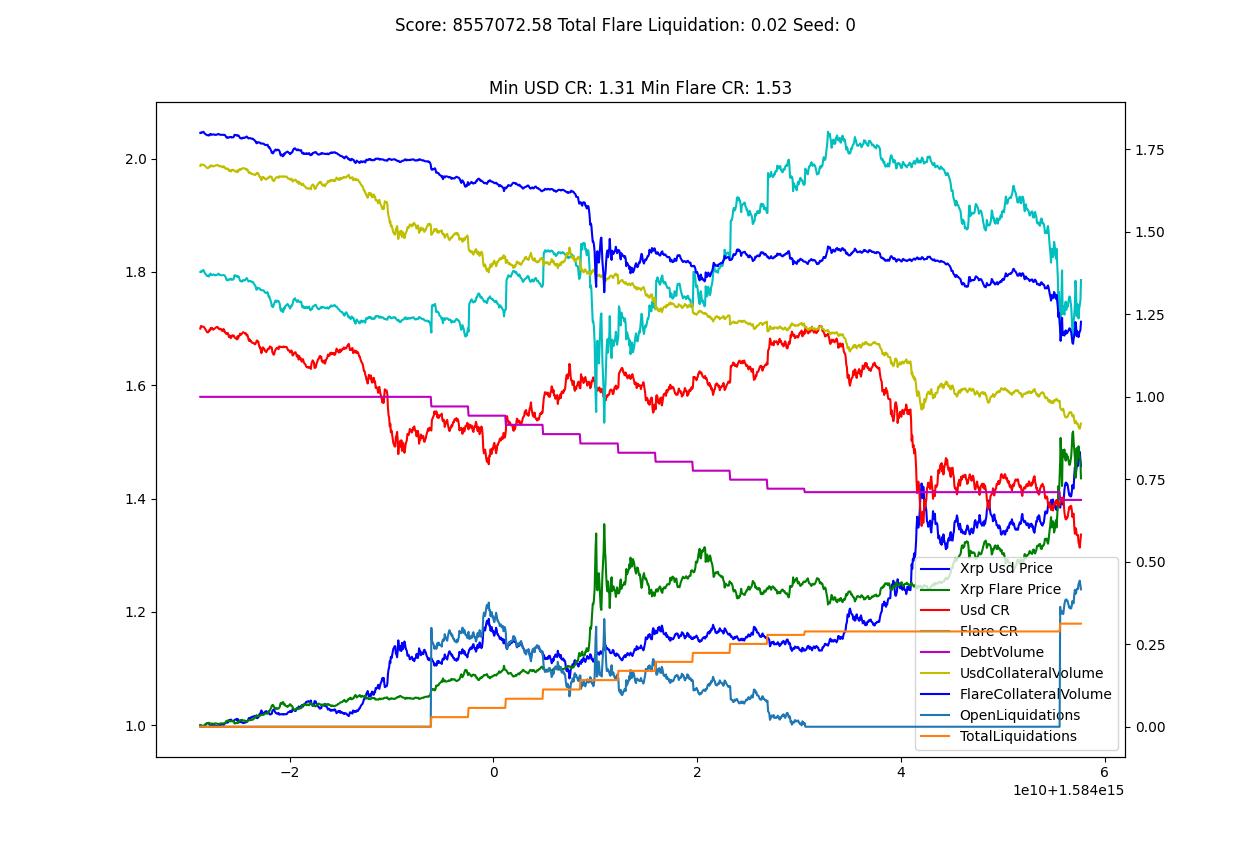 Score: 8557072.58 Total Flare Liquidation: 0.02 Seed: 0
Min USD CR: 1.31 Min Flare CR: 1.53
2.0
1.8
1.6
1.4
1.2
1.0
1.75
1.50
1.25
1.00
0.75
0.50
0.25
0.00
Xrp Usd Price
Xrp Flare Price
Usd CR
Flare CR
DebtVolume
UsdCollateralVolume
FlareCollateralVolume
OpenLiquidations
TotalLiquidations
−2 0 2 4 6
1e10+1.584e15